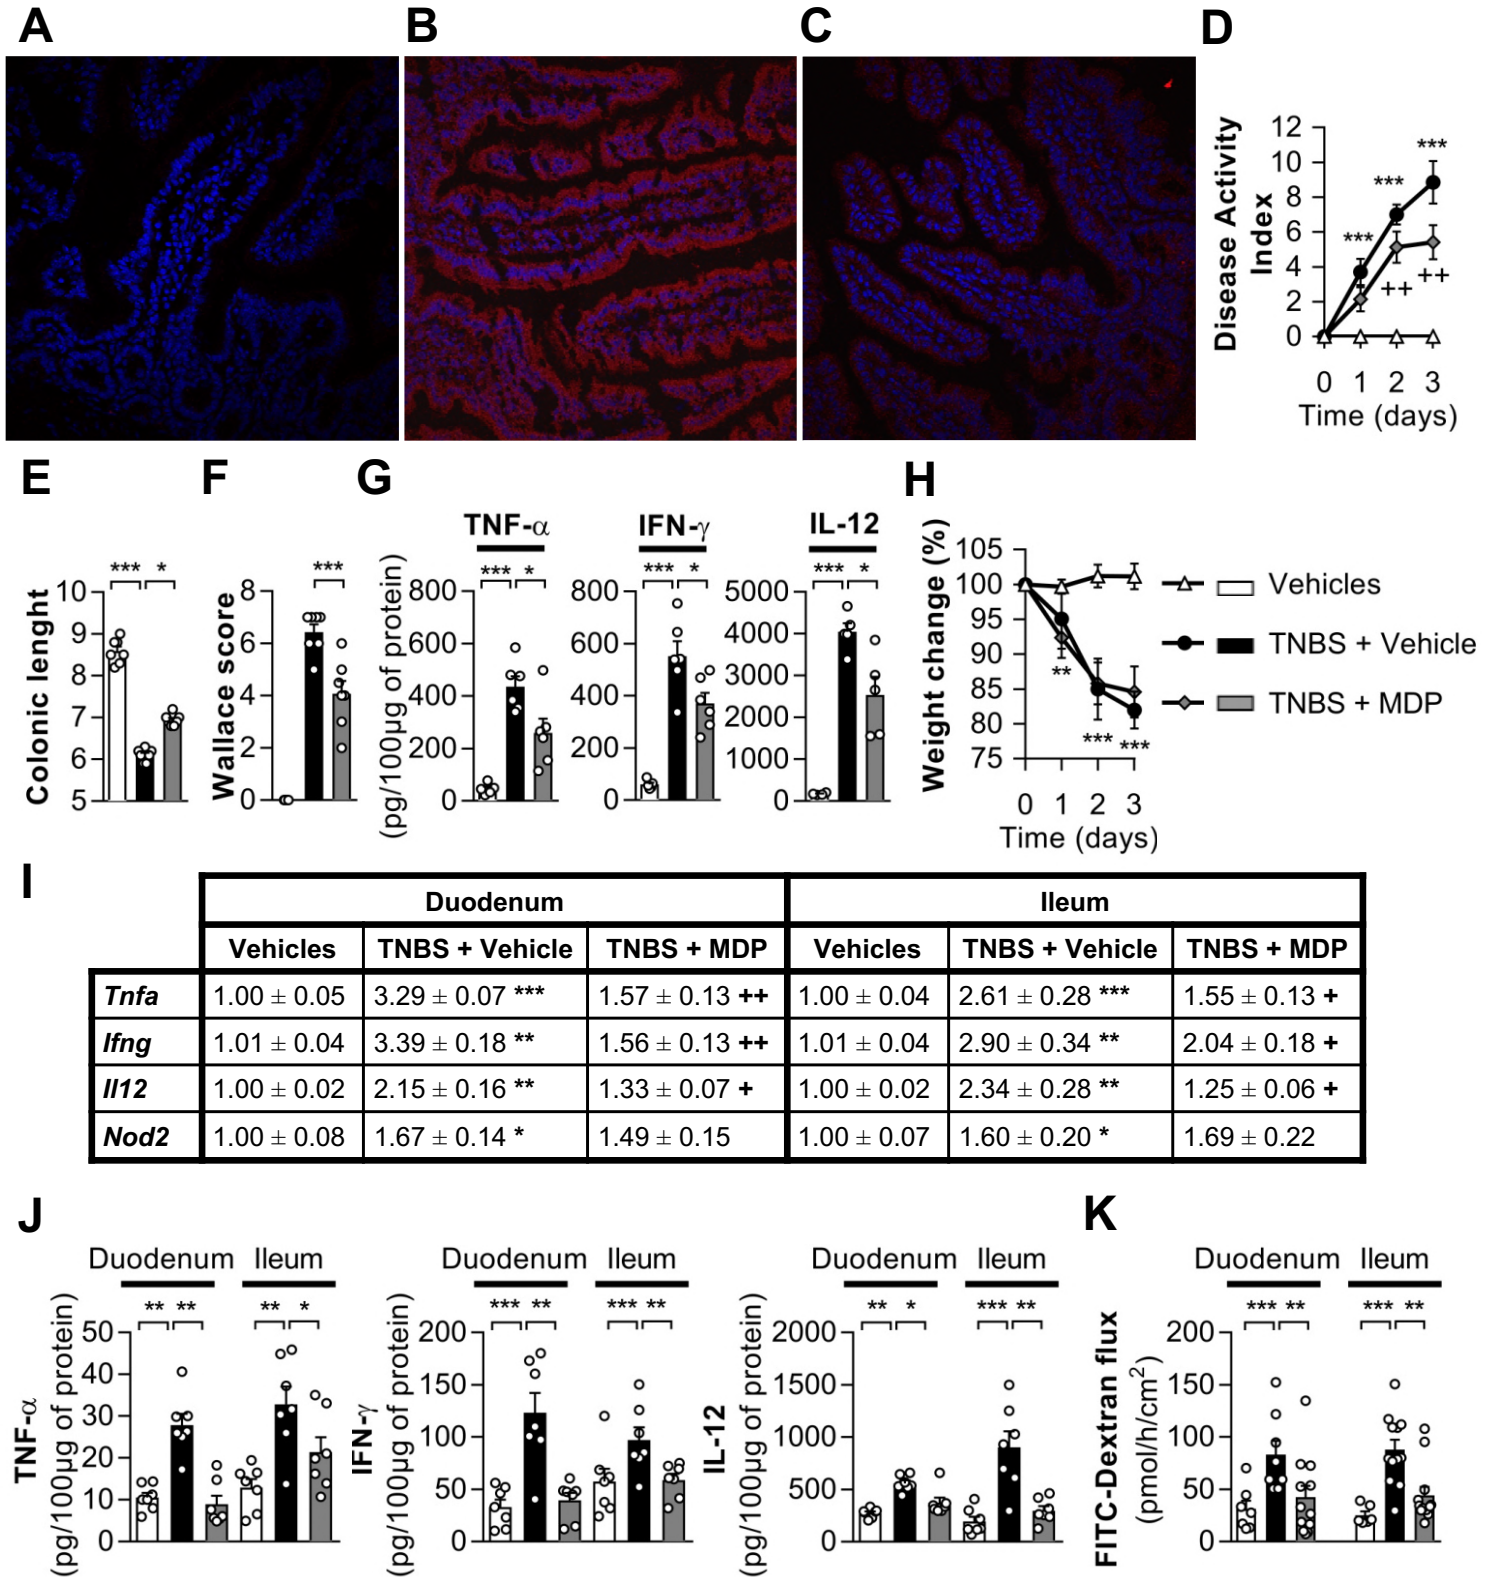 A B C D
Disease Activity
Index
12
10
8
6
4
2
0
***
***
***
++
++
0 1 2 3
Time (days)
E F G H
Colonic lenght
10
9
8
7
6
5
*** *
Wallace score
8
6
4
2
0
***
TNF-α
(pg/100µg of protein)
800
600
400
200
0
*** *
IFN-γ
800
600
400
200
0
*** *
IL-12
5000
4000
3000
2000
1000
0
*** *
Weight change (%)
105
100
95
90
85
80
75
**
***
***
0 1 2 3
Time (days)
Vehicles
TNBS + Vehicle
TNBS + MDP
I
Duodenum Ileum
Vehicles TNBS + Vehicle TNBS + MDP Vehicles TNBS + Vehicle TNBS + MDP
Tnfa 1.00 ± 0.05 3.29 ± 0.07 *** 1.57 ± 0.13 ++ 1.00 ± 0.04 2.61 ± 0.28 *** 1.55 ± 0.13 +
Ifng 1.01 ± 0.04 3.39 ± 0.18 ** 1.56 ± 0.13 ++ 1.01 ± 0.04 2.90 ± 0.34 ** 2.04 ± 0.18 +
Il12 1.00 ± 0.02 2.15 ± 0.16 ** 1.33 ± 0.07 + 1.00 ± 0.02 2.34 ± 0.28 ** 1.25 ± 0.06 +
Nod2 1.00 ± 0.08 1.67 ± 0.14 * 1.49 ± 0.15 1.00 ± 0.07 1.60 ± 0.20 * 1.69 ± 0.22
J K
Duodenum Ileum
** ** ** *
TNF-α
(pg/100µg of protein)
50
40
30
20
10
0
Duodenum Ileum
*** ** *** **
IFN-γ
(pg/100µg of protein)
200
150
100
50
0
Duodenum Ileum
** * *** **
IL-12
(pg/100µg of protein)
2000
1500
1000
500
0
Duodenum Ileum
*** ** *** **
FITC-Dextran flux
(pmol/h/cm²)
200
150
100
50
0